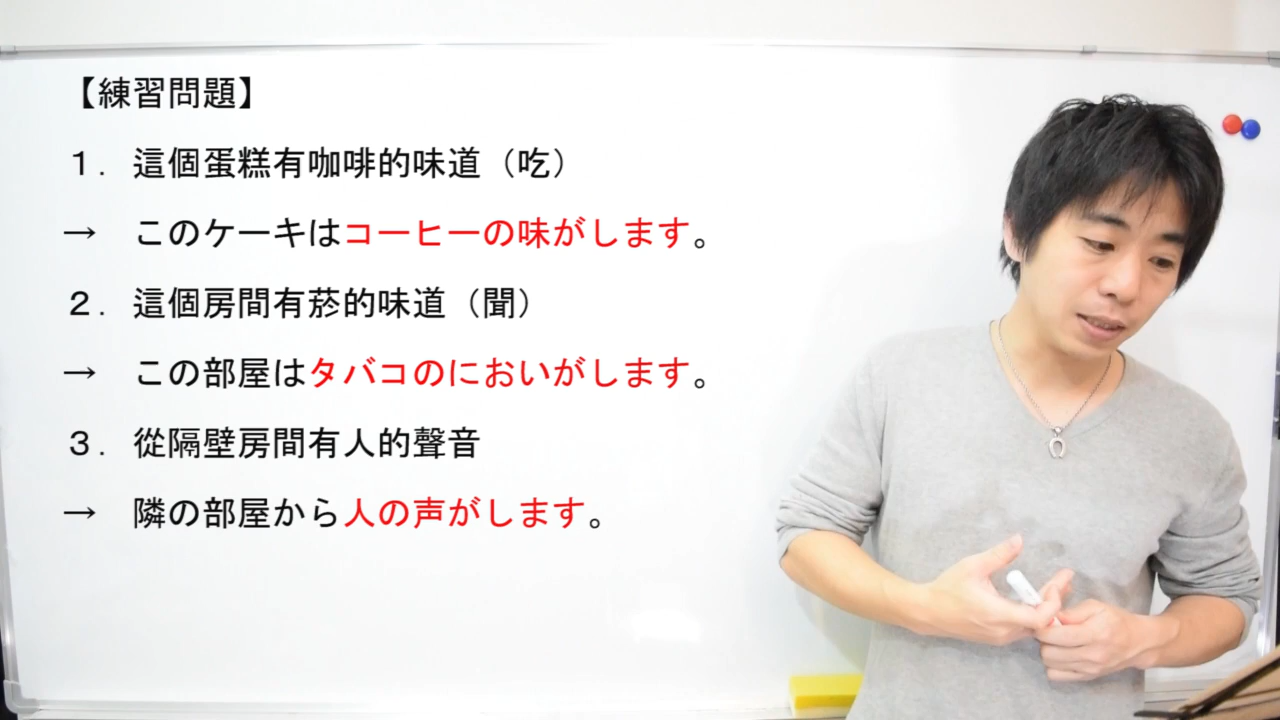 【練習問題】
１．這個蛋糕有咖啡的味道（吃）
→　このケーキはコーヒーの味がします。
２．這個房間有菸的味道（聞）
→　この部屋はタバコのにおいがします。
３．從隔壁房間有人的聲音
→　隣の部屋から人の声がします。